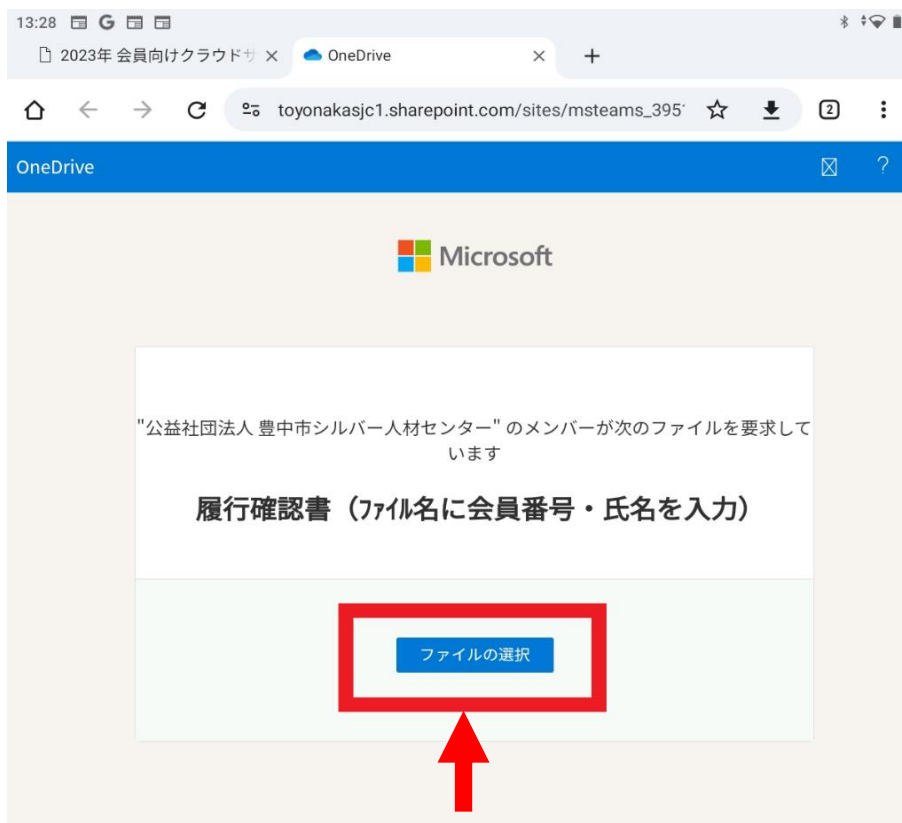 13:28
2023年 会員向けクラウドサ
OneDrive
toyonakasjc1.sharepoint.com/sites/msteams_395
2
OneDrive
?
Microsoft
"公益社団法人 豊中市シルバー人材センター" のメンバーが次のファイルを要求して
います
履行確認書（ﾌｧｲﾙ名に会員番号・氏名を入力）
ファイルの選択